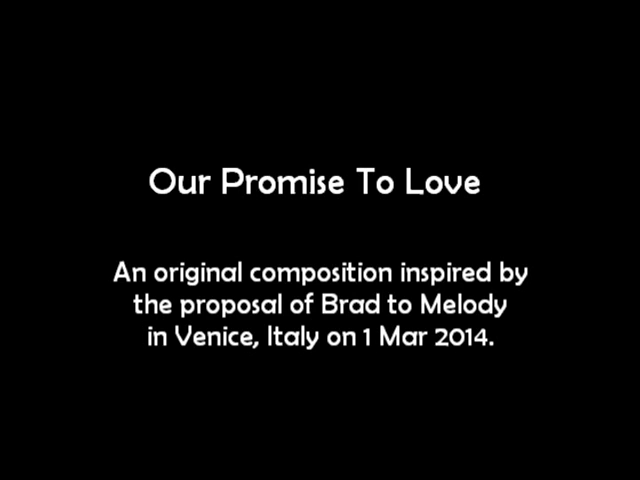 Our Promise To Love
An original composition inspired by
the proposal of Brad to Melody
in Venice, Italy on 1 Mar 2014.